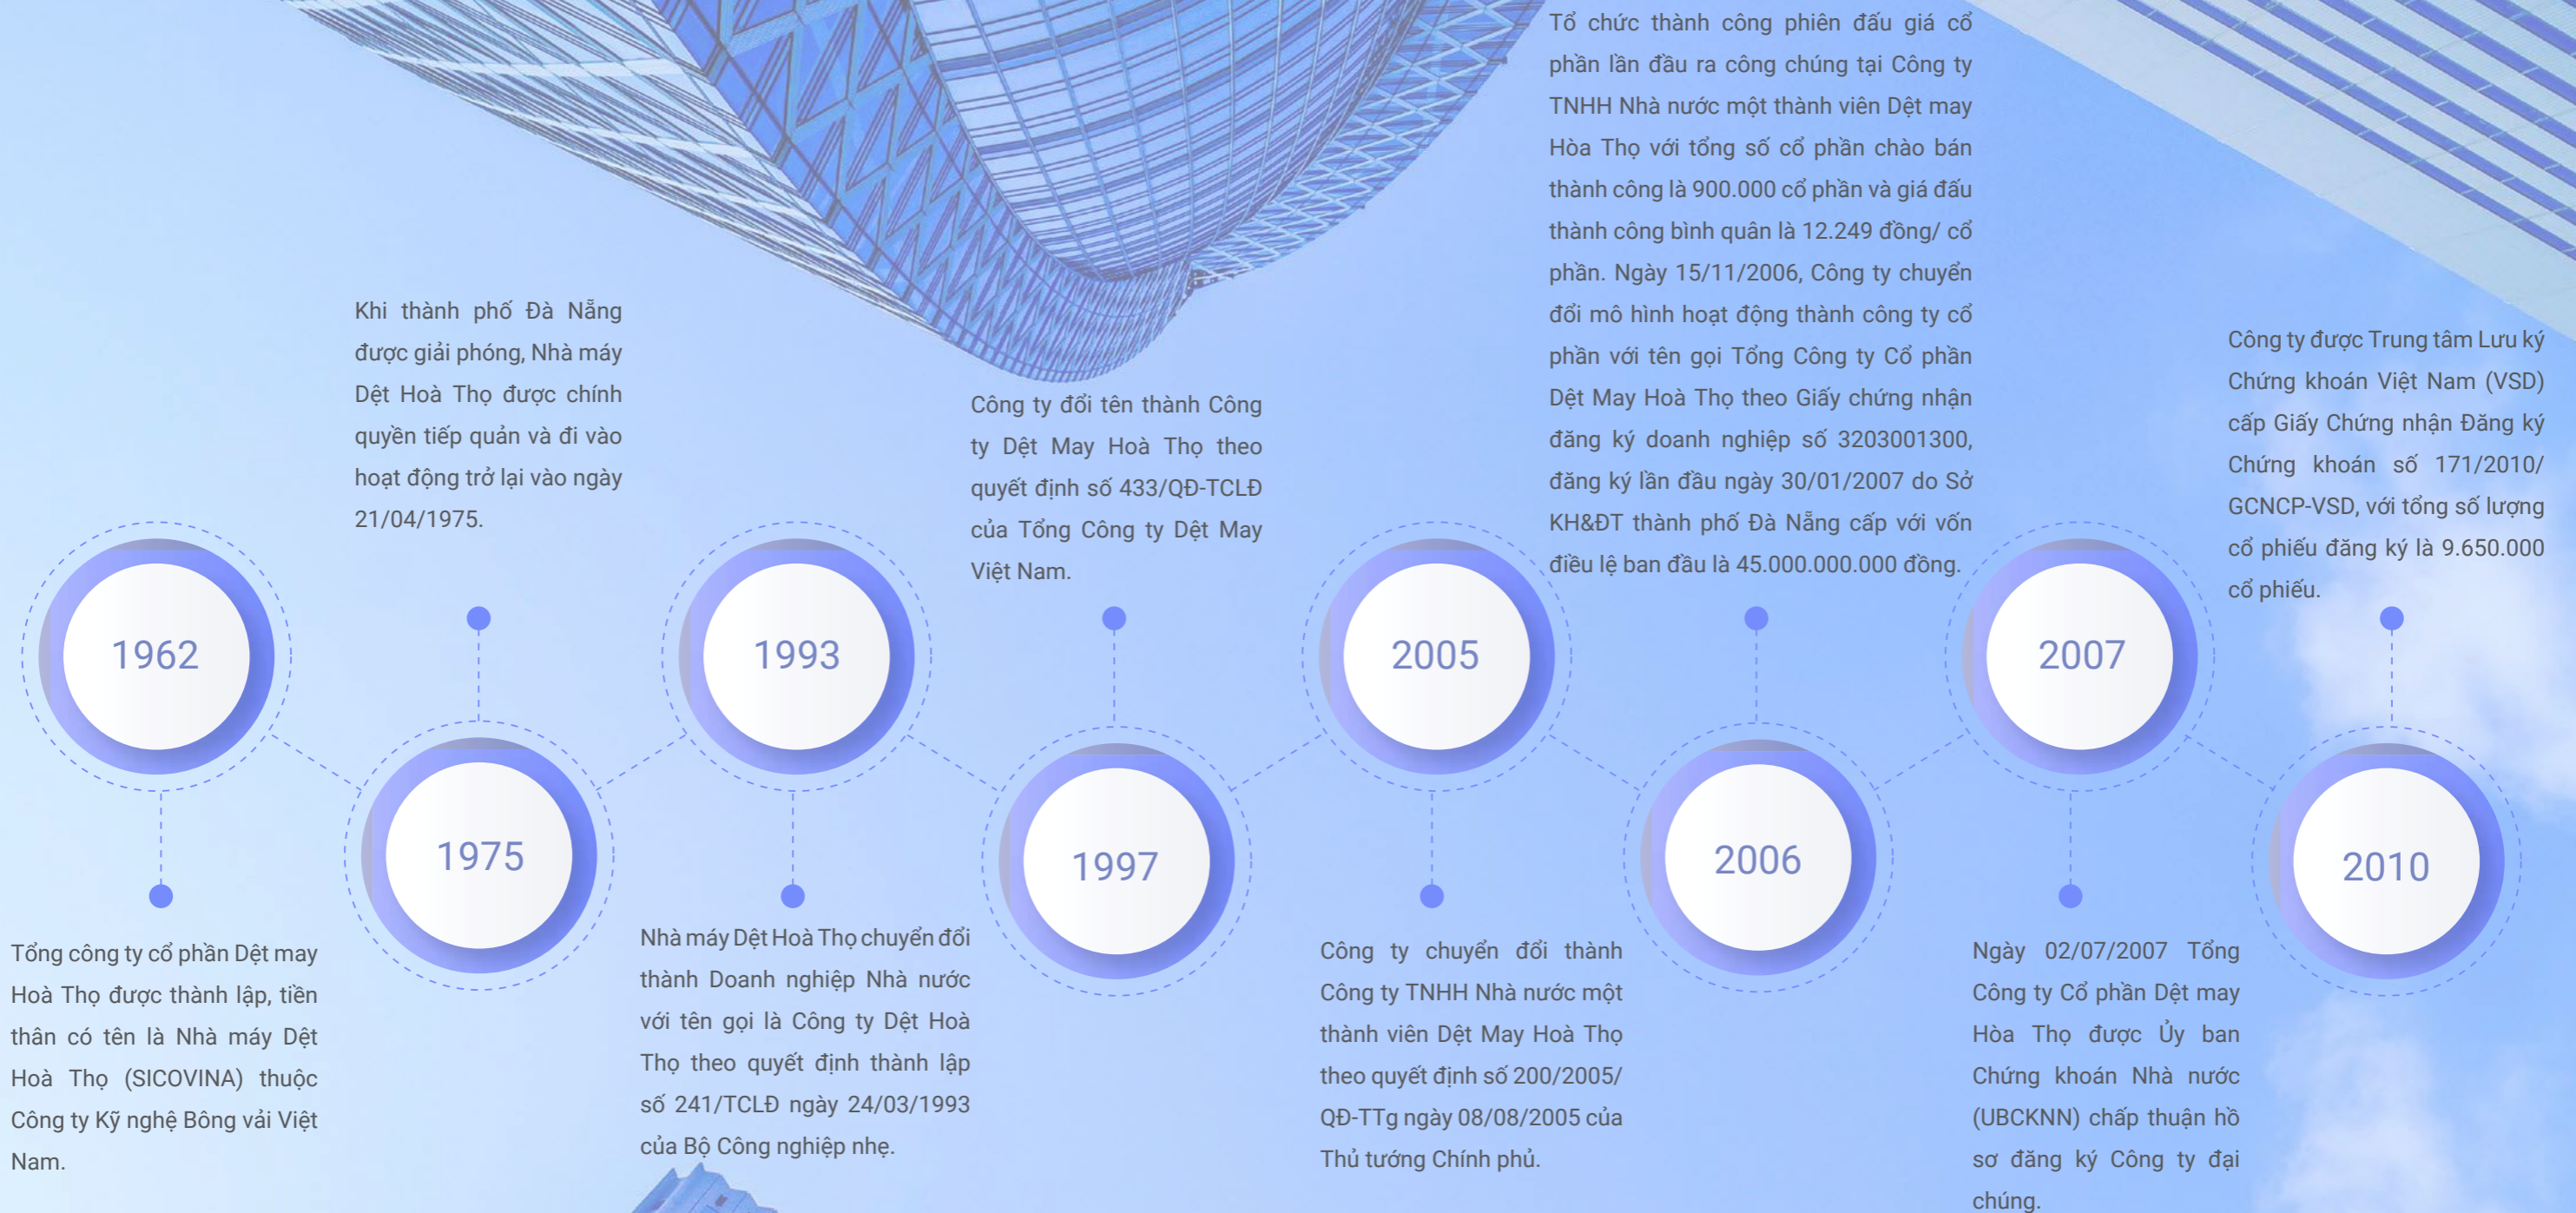 1962
Tổng công ty cổ phần Dệt may
Hoà Thọ được thành lập, tiền
thân có tên là Nhà máy Dệt
Hoà Thọ (SICOVINA) thuộc
Công ty Kỹ nghệ Bông vải Việt
Nam.
Khi thành phố Đà Nẵng
được giải phóng, Nhà máy
Dệt Hoà Thọ được chính
quyền tiếp quản và đi vào
hoạt động trở lại vào ngày
21/04/1975.
1975
1993
Nhà máy Dệt Hoà Thọ chuyển đổi
thành Doanh nghiệp Nhà nước
với tên gọi là Công ty Dệt Hoà
Thọ theo quyết định thành lập
số 241/TCLĐ ngày 24/03/1993
của Bộ Công nghiệp nhẹ.
Công ty đổi tên thành Công
ty Dệt May Hoà Thọ theo
quyết định số 433/QĐ-TCLĐ
của Tổng Công ty Dệt May
Việt Nam.
1997
2005
Công ty chuyển đổi thành
Công ty TNHH Nhà nước một
thành viên Dệt May Hoà Thọ
theo quyết định số 200/2005/
QĐ-TTg ngày 08/08/2005 của
Thủ tướng Chính phủ.
Tổ chức thành công phiên đấu giá cổ
phần lần đầu ra công chúng tại Công ty
TNHH Nhà nước một thành viên Dệt may
Hòa Thọ với tổng số cổ phần chào bán
thành công là 900.000 cổ phần và giá đấu
thành công bình quân là 12.249 đồng/ cổ
phần. Ngày 15/11/2006, Công ty chuyển
đổi mô hình hoạt động thành công ty cổ
phần với tên gọi Tổng Công ty Cổ phần
Dệt May Hoà Thọ theo Giấy chứng nhận
đăng ký doanh nghiệp số 3203001300,
đăng ký lần đầu ngày 30/01/2007 do Sở
KH&ĐT thành phố Đà Nẵng cấp với vốn
điều lệ ban đầu là 45.000.000.000 đồng.
2006
2007
Ngày 02/07/2007 Tổng
Công ty Cổ phần Dệt may
Hòa Thọ được Ủy ban
Chứng khoán Nhà nước
(UBCKNN) chấp thuận hồ
sơ đăng ký Công ty đại
chúng.
Công ty được Trung tâm Lưu ký
Chứng khoán Việt Nam (VSD)
cấp Giấy Chứng nhận Đăng ký
Chứng khoán số 171/2010/
GCNCP-VSD, với tổng số lượng
cổ phiếu đăng ký là 9.650.000
cổ phiếu.
2010